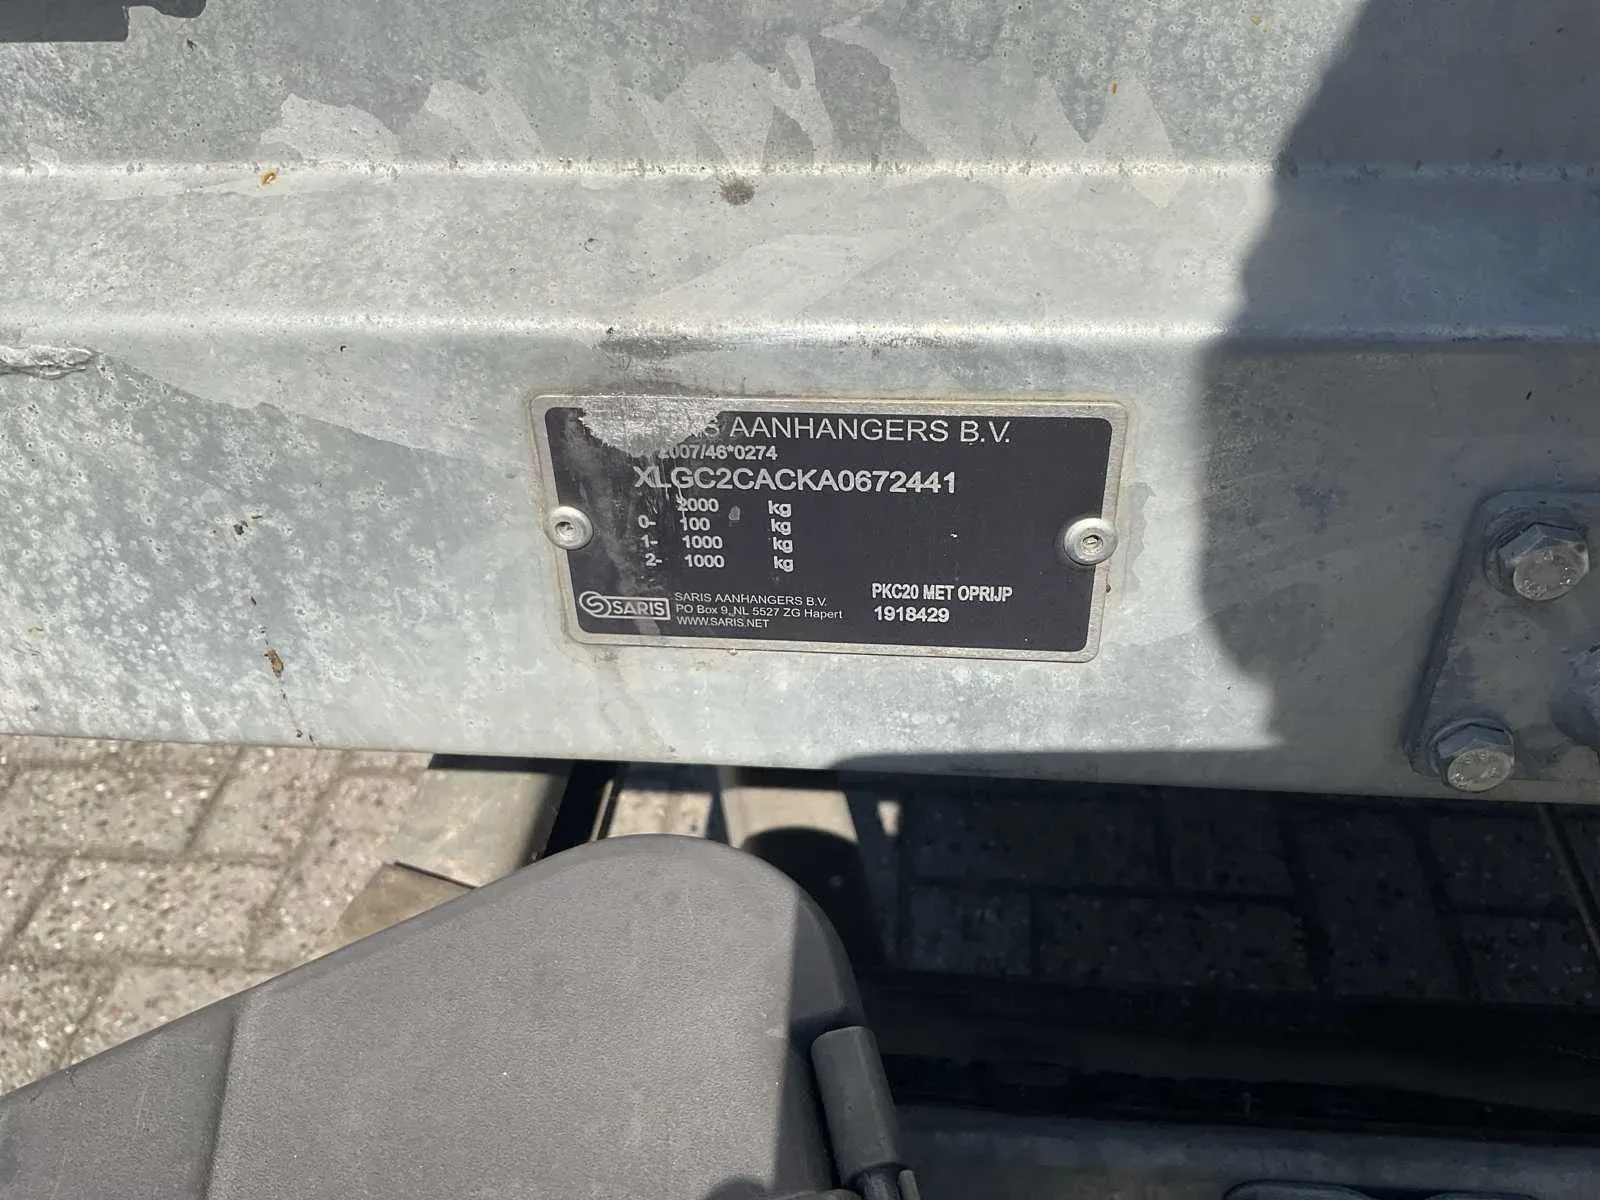 SARIS AANHANGERS B.V.
2007/46*0274
XLGC2CACKA0672441
2000 kg
0- 100 kg
1- 1000 kg
2- 1000 kg
SARIS
SARIS AANHANGERS B.V.
PO Box 9, NL 5527 ZG Hapert
WWW.SARIS.NET
PKC20 MET OPRIJP
1918429